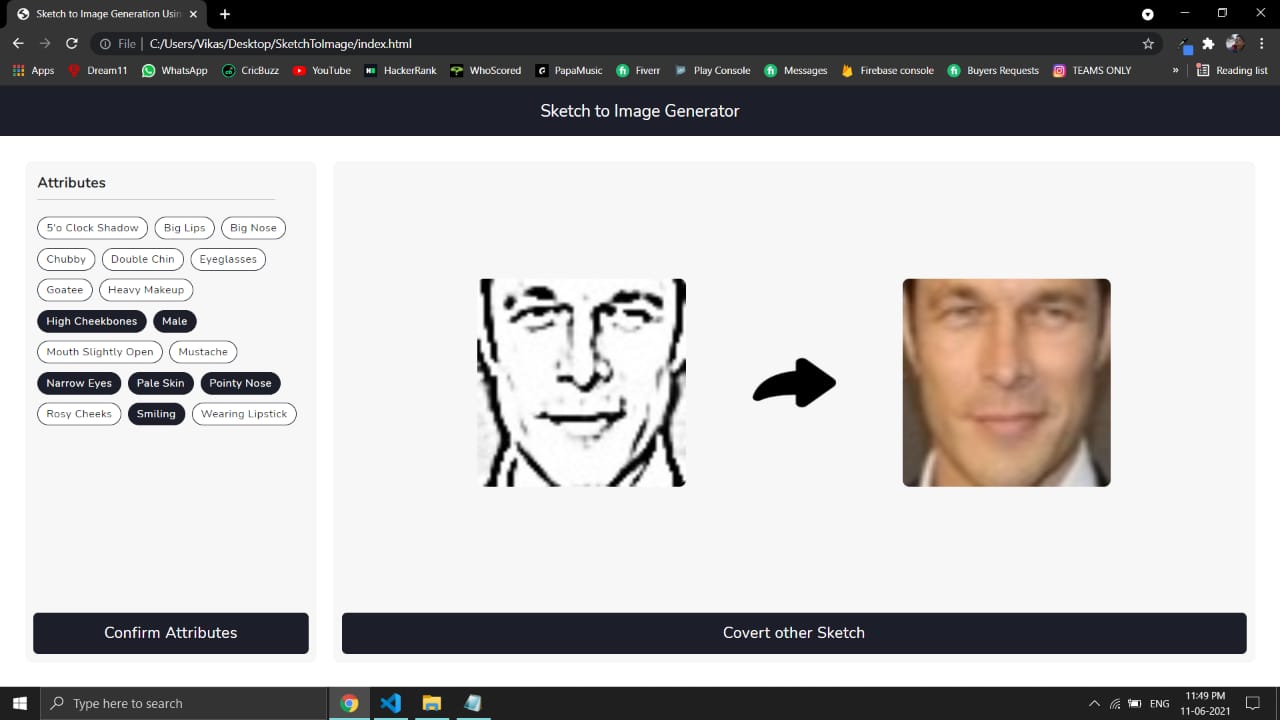 Sketch to Image Generation Usin
File | C:/Users/Vikas/Desktop/SketchToImage/index.html
Apps Dream11 WhatsApp CricBuzz YouTube HackerRank WhoScored PapaMusic Fiverr Play Console Messages Firebase console Buyers Requests TEAMS ONLY » Reading list
Sketch to Image Generator
Attributes
5'o Clock Shadow Big Lips Big Nose
Chubby Double Chin Eyeglasses
Goatee Heavy Makeup
High Cheekbones Male
Mouth Slightly Open Mustache
Narrow Eyes Pale Skin Pointy Nose
Rosy Cheeks Smiling Wearing Lipstick
Confirm Attributes
Covert other Sketch
Type here to search
ENG
11:49 PM
11-06-2021